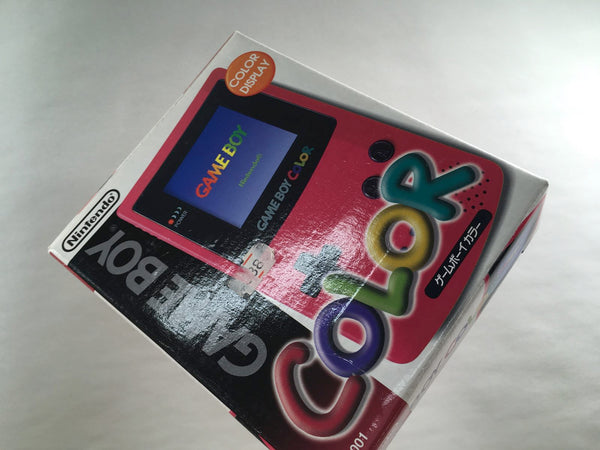 COLOR
DISPLAY
Nintendo
GAME BOY
Nintendo
POWER
GAME BOY COLOR
GAME BOY
COLOR
ゲームボーイカラー
001